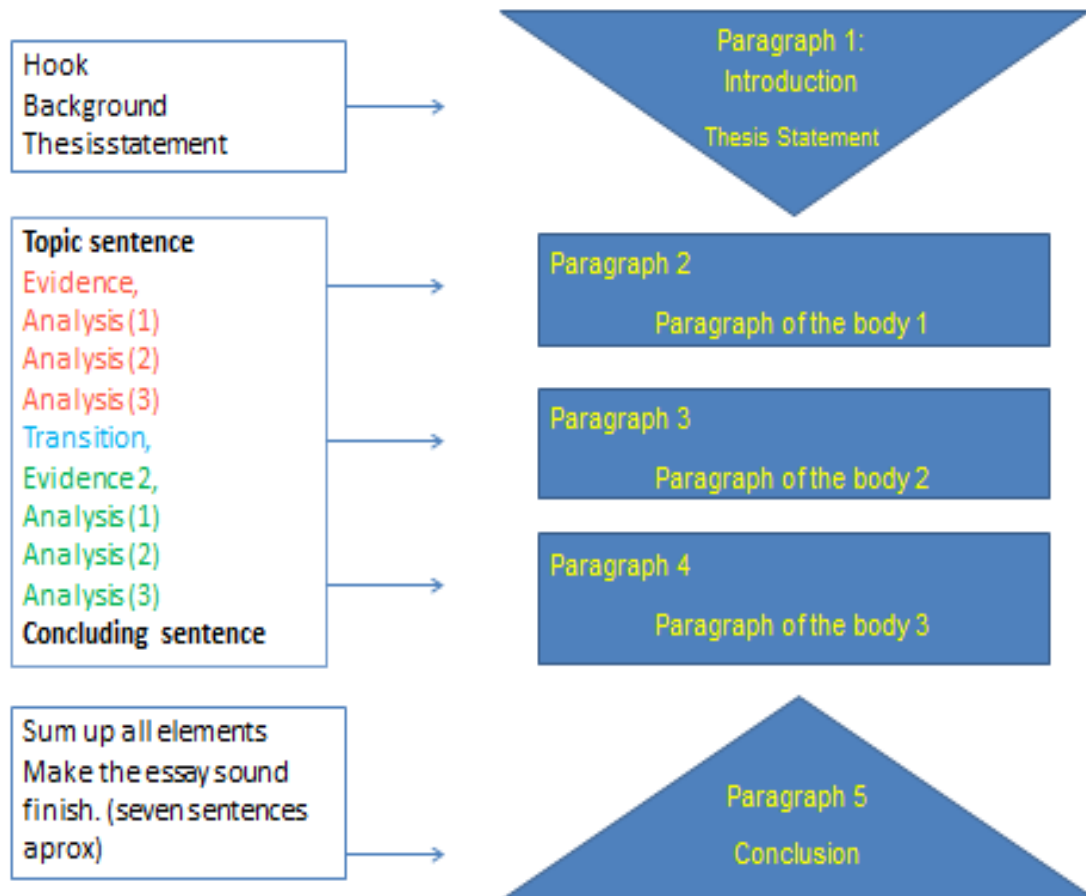 Hook
Background
Thesisstatement
Paragraph 1:
Introduction
Thesis Statement
Topic sentence
Evidence,
Analysis (1)
Analysis (2)
Analysis (3)
Transition,
Evidence 2,
Analysis (1)
Analysis (2)
Analysis (3)
Concluding sentence
Paragraph 2
Paragraph of the body 1
Paragraph 3
Paragraph of the body 2
Paragraph 4
Paragraph of the body 3
Sum up all elements
Make the essay sound
finish. (seven sentences
aprox)
Paragraph 5
Conclusion